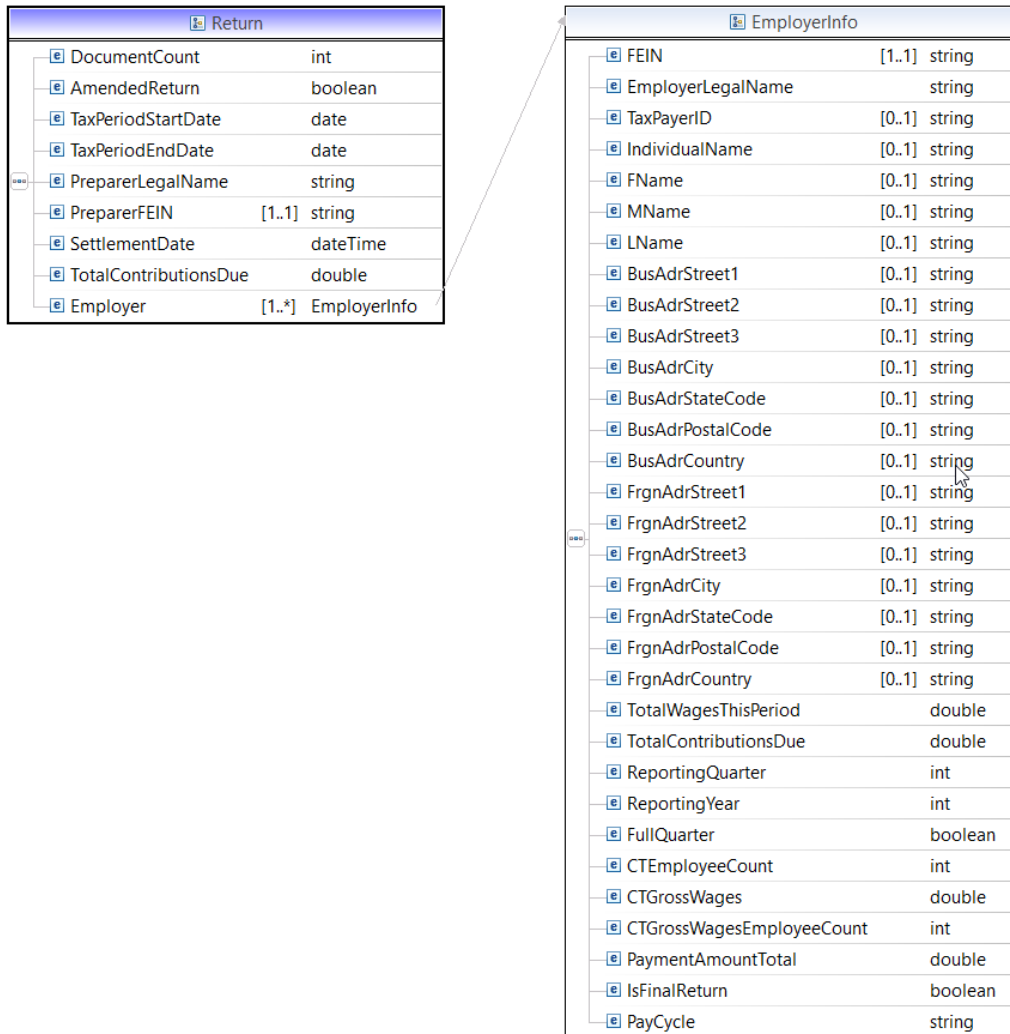 Return
DocumentCount int
AmendedReturn boolean
TaxPeriodStartDate date
TaxPeriodEndDate date
PreparerLegalName string
PreparerFEIN [1..1] string
SettlementDate dateTime
TotalContributionsDue double
Employer [1..*] EmployerInfo
EmployerInfo
FEIN [1..1] string
EmployerLegalName string
TaxPayerID [0..1] string
IndividualName [0..1] string
FName [0..1] string
MName [0..1] string
LName [0..1] string
BusAdrStreet1 [0..1] string
BusAdrStreet2 [0..1] string
BusAdrStreet3 [0..1] string
BusAdrCity [0..1] string
BusAdrStateCode [0..1] string
BusAdrPostalCode [0..1] string
BusAdrCountry [0..1] string
FrgnAdrStreet1 [0..1] string
FrgnAdrStreet2 [0..1] string
FrgnAdrStreet3 [0..1] string
FrgnAdrCity [0..1] string
FrgnAdrStateCode [0..1] string
FrgnAdrPostalCode [0..1] string
FrgnAdrCountry [0..1] string
TotalWagesThisPeriod double
TotalContributionsDue double
ReportingQuarter int
ReportingYear int
FullQuarter boolean
CTEmployeeCount int
CTGrossWages double
CTGrossWagesEmployeeCount int
PaymentAmountTotal double
IsFinalReturn boolean
PayCycle string